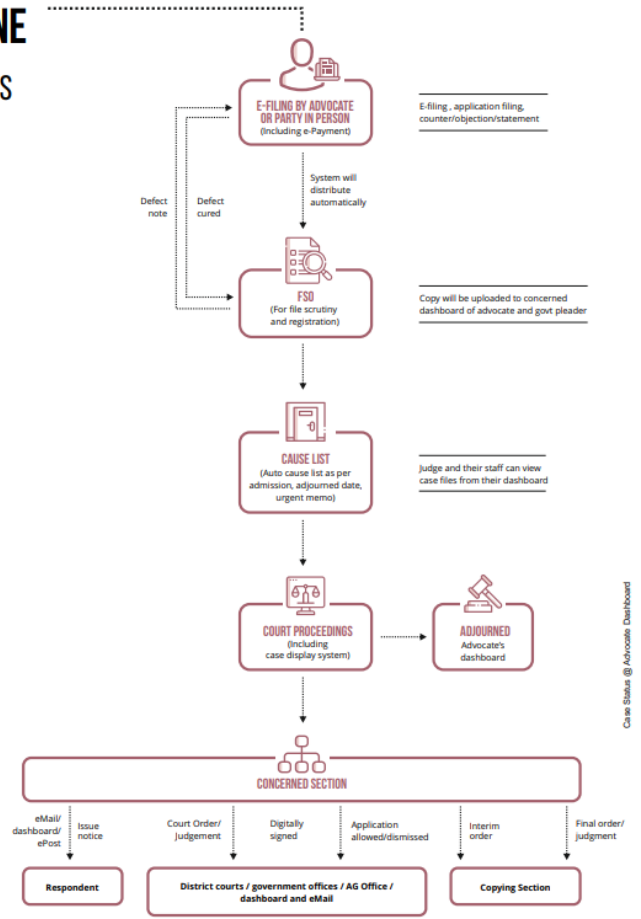 NE
S
E-FILING BY ADVOCATE
OR PARTY IN PERSON
(Including e-Payment)
E-filing , application filing,
counter/objection/statement
System will
distribute
automatically
Defect
note
Defect
cured
FSO
(For file scrutiny
and registration)
Copy will be uploaded to concerned
dashboard of advocate and govt pleader
CAUSE LIST
(Auto cause list as per
admission, adjourned date,
urgent memo)
Judge and their staff can view
case files from their dashboard
COURT PROCEEDINGS
(Including
case display system)
ADJOURNED
Advocate's
dashboard
Case Status @ Advocate Dashboard
CONCERNED SECTION
eMail/
dashboard/
ePost
Issue
notice
Court Order/
Judgement
Digitally
signed
Application
allowed/dismissed
Interim
order
Final order/
judgment
Respondent
District courts / government offices / AG Office /
dashboard and eMail
Copying Section